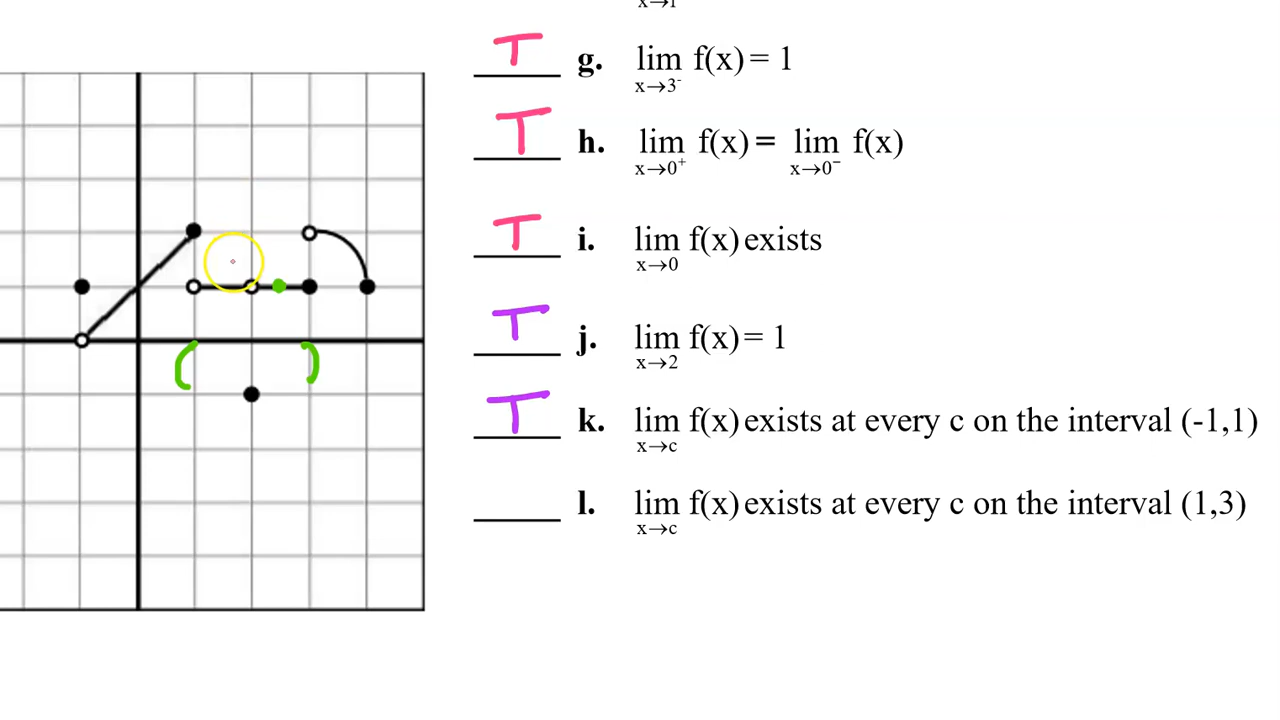 x→1
T g. lim f(x) = 1
x→3⁻
T h. lim f(x) = lim f(x)
x→0⁺ x→0⁻
T i. lim f(x) exists
x→0
T j. lim f(x) = 1
x→2
T k. lim f(x) exists at every c on the interval (-1,1)
x→c
l. lim f(x) exists at every c on the interval (1,3)
x→c